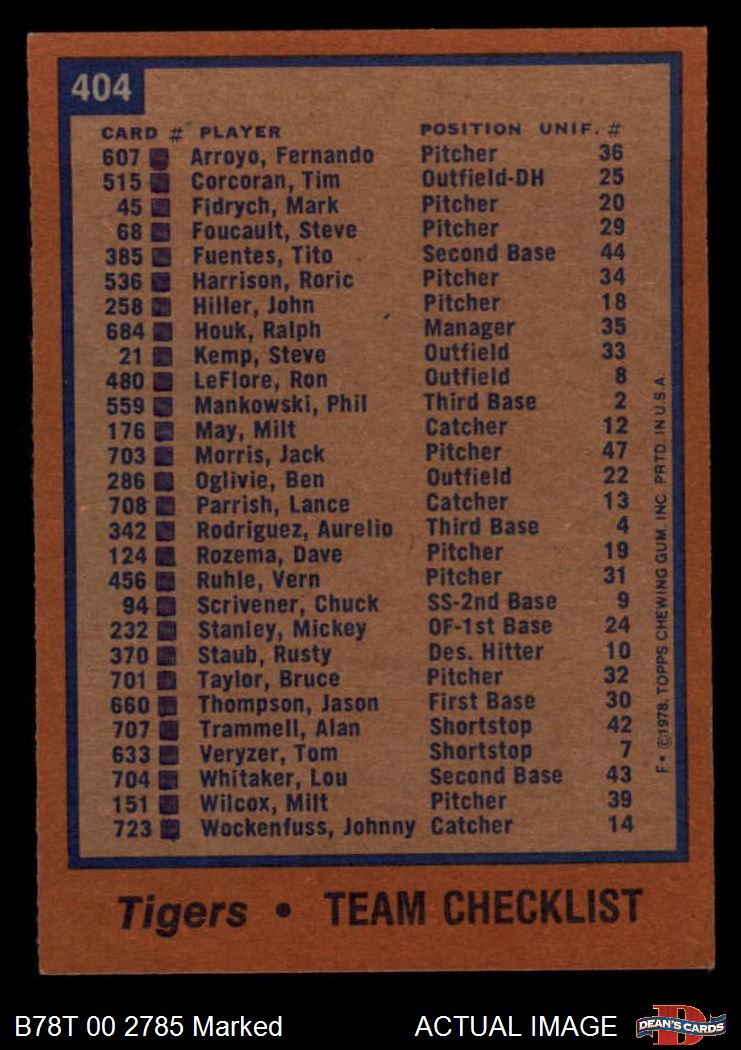 404
CARD # PLAYER POSITION UNIF. #
607 Arroyo, Fernando Pitcher 36
515 Corcoran, Tim Outfield-DH 25
45 Fidrych, Mark Pitcher 20
68 Foucault, Steve Pitcher 29
385 Fuentes, Tito Second Base 44
536 Harrison, Roric Pitcher 34
258 Hiller, John Pitcher 18
684 Houk, Ralph Manager 35
21 Kemp, Steve Outfield 33
480 LeFlore, Ron Outfield 8
559 Mankowski, Phil Third Base 2
176 May, Milt Catcher 12
703 Morris, Jack Pitcher 47
286 Oglivie, Ben Outfield 22
708 Parrish, Lance Catcher 13
342 Rodriguez, Aurelio Third Base 4
124 Rozema, Dave Pitcher 19
456 Ruhle, Vern Pitcher 31
94 Scrivener, Chuck SS-2nd Base 9
232 Stanley, Mickey OF-1st Base 24
370 Staub, Rusty Des. Hitter 10
701 Taylor, Bruce Pitcher 32
660 Thompson, Jason First Base 30
707 Trammell, Alan Shortstop 42
633 Veryzer, Tom Shortstop 7
704 Whitaker, Lou Second Base 43
151 Wilcox, Milt Pitcher 39
723 Wockenfuss, Johnny Catcher 14
F• ©1978, TOPPS CHEWING GUM, INC. PRTD. IN U.S.A.
Tigers • TEAM CHECKLIST
B78T 00 2785 Marked ACTUAL IMAGE
D
DEAN'S CARDS